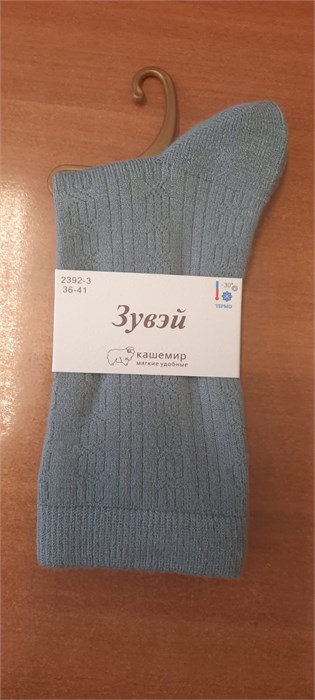 2392-3
36-41
-30°
ТЕРМО
Зувэй
кашемир
мягкие удобные